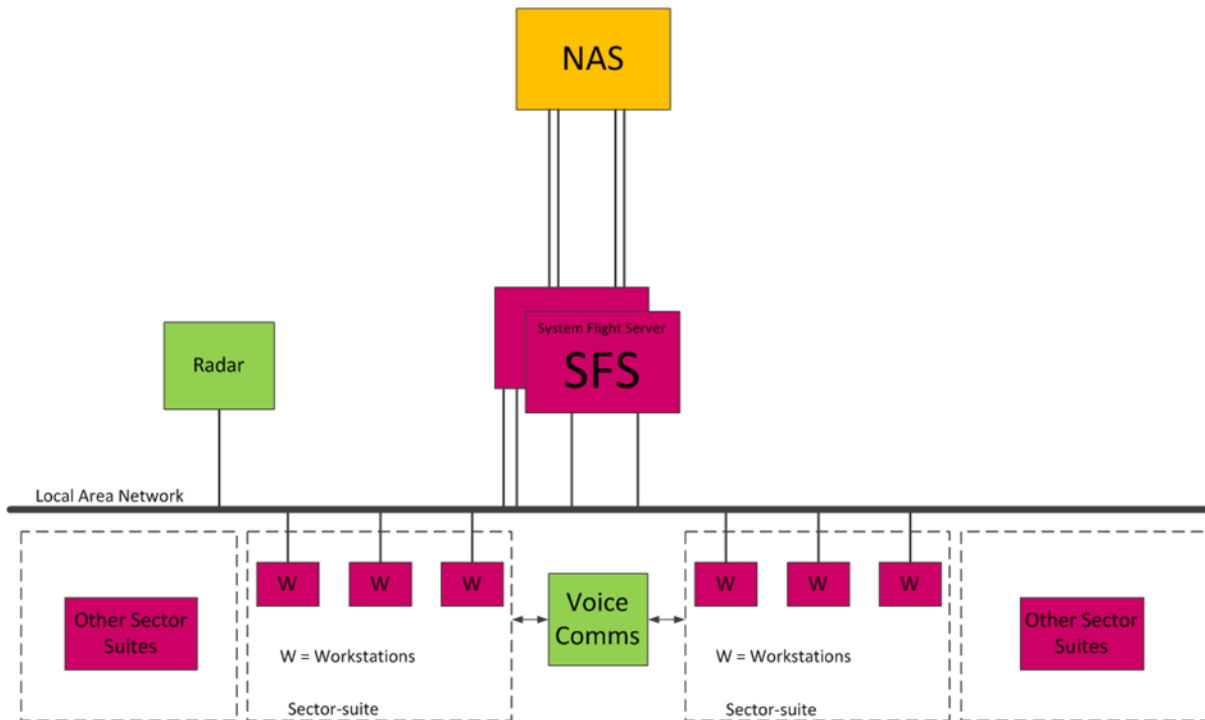 NAS
System Flight Server
SFS
Radar
Local Area Network
W
W
W
W
W
W
Other Sector
Suites
Voice
Comms
Other Sector
Suites
W = Workstations
W = Workstations
Sector-suite
Sector-suite